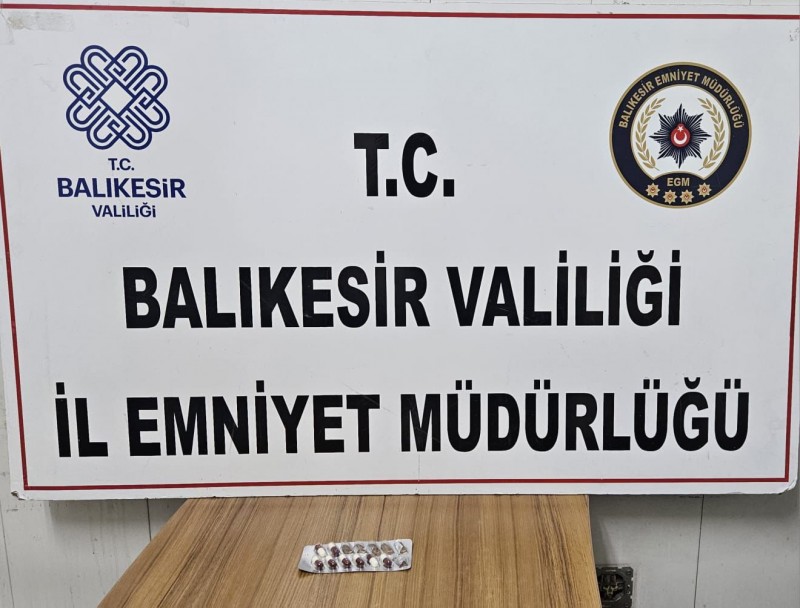 T.C.
BALIKESİR
VALİLİĞİ
BALIKESİR EMNİYET MÜDÜRLÜĞÜ
EGM
T.C.
BALIKESİR VALİLİĞİ
İL EMNİYET MÜDÜRLÜĞÜ